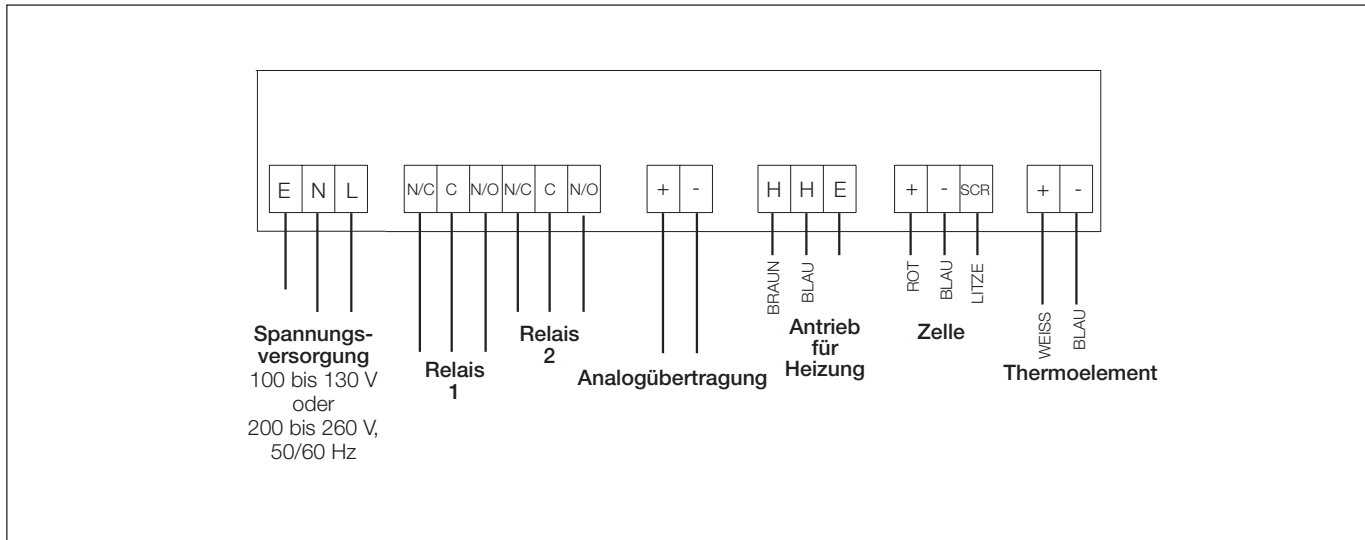 E N L
N/C C N/O N/C C N/O
+ -
H H E
+ - SCR
+ -
BRAUN
BLAU
ROT
BLAU
LITZE
WEISS
BLAU
Spannungs-
versorgung
100 bis 130 V
oder
200 bis 260 V,
50/60 Hz
Relais
1
Relais
2
Analogübertragung
Antrieb
für
Heizung
Zelle
Thermoelement